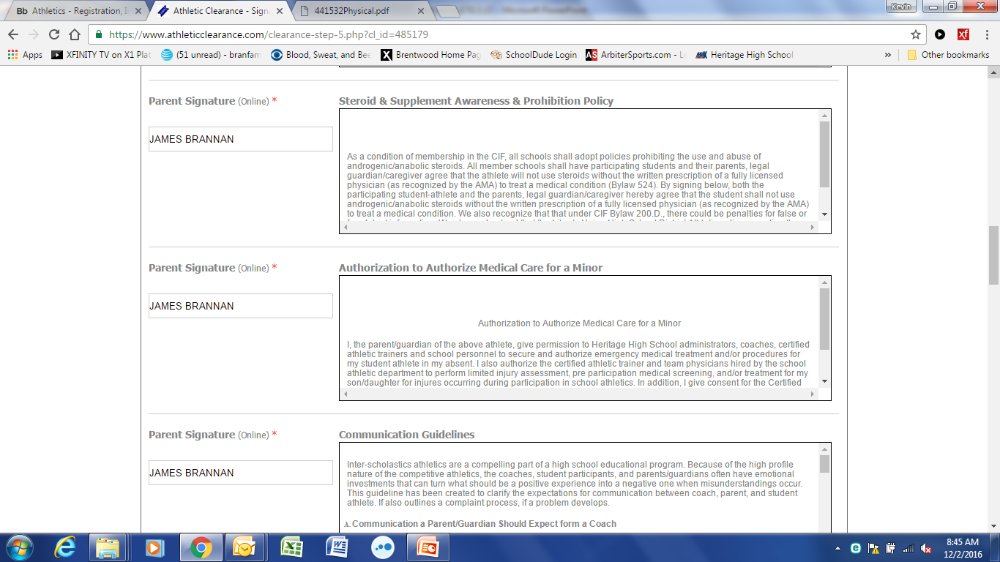 Athletics - Registration, I
Athletic Clearance - Sign
441532Physical.pdf
Kevin
https://www.athleticclearance.com/clearance-step-5.php?cl_id=485179
Apps
XFINITY TV on X1 Plat
(51 unread) - branfam
Blood, Sweat, and Bee
Brentwood Home Pag
SchoolDude Login
ArbiterSports.com - Le
Heritage High School
» Other bookmarks
Parent Signature (Online) *
Steroid & Supplement Awareness & Prohibition Policy
JAMES BRANNAN
As a condition of membership in the CIF, all schools shall adopt policies prohibiting the use and abuse of
androgenic/anabolic steroids. All member schools shall have participating students and their parents, legal
guardian/caregiver agree that the athlete will not use steroids without the written prescription of a fully licensed
physician (as recognized by the AMA) to treat a medical condition (Bylaw 524). By signing below, both the
participating student-athlete and the parents, legal guardian/caregiver hereby agree that the student shall not use
androgenic/anabolic steroids without the written prescription of a fully licensed physician (as recognized by the AMA)
to treat a medical condition. We also recognize that that under CIF Bylaw 200.D., there could be penalties for false or
Parent Signature (Online) *
Authorization to Authorize Medical Care for a Minor
JAMES BRANNAN
Authorization to Authorize Medical Care for a Minor
I, the parent/guardian of the above athlete, give permission to Heritage High School administrators, coaches, certified
athletic trainers and school personnel to secure and authorize emergency medical treatment and/or procedures for
my student athlete in my absent. I also authorize the certified athletic trainer and team physicians hired by the school
athletic department to perform limited injury assessment, pre participation medical screening, and/or treatment for my
son/daughter for injures occurring during participation in school athletics. In addition, I give consent for the Certified
Parent Signature (Online) *
Communication Guidelines
JAMES BRANNAN
Inter-scholastics athletics are a compelling part of a high school educational program. Because of the high profile
nature of the competitive athletics, the coaches, student participants, and parents/guardians often have emotional
investments that can turn what should be a positive experience into a negative one when misunderstandings occur.
This guideline has been created to clarify the expectations for communication between coach, parent, and student
athlete. If also outlines a complaint process, if a problem develops.
A. Communication a Parent/Guardian Should Expect form a Coach
8:45 AM
12/2/2016